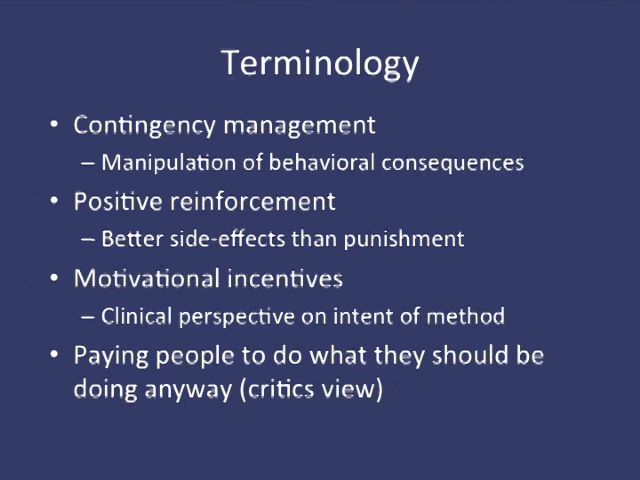 Terminology
• Contingency management
– Manipulation of behavioral consequences
• Positive reinforcement
– Better side-effects than punishment
• Motivational incentives
– Clinical perspective on intent of method
• Paying people to do what they should be
doing anyway (critics view)